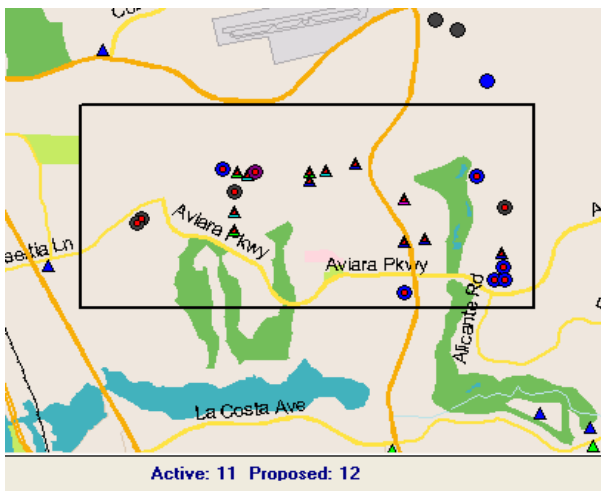 Aviara Pkwy
Aviara Pkwy
Alicante Rd
La Costa Ave
Active: 11 Proposed: 12